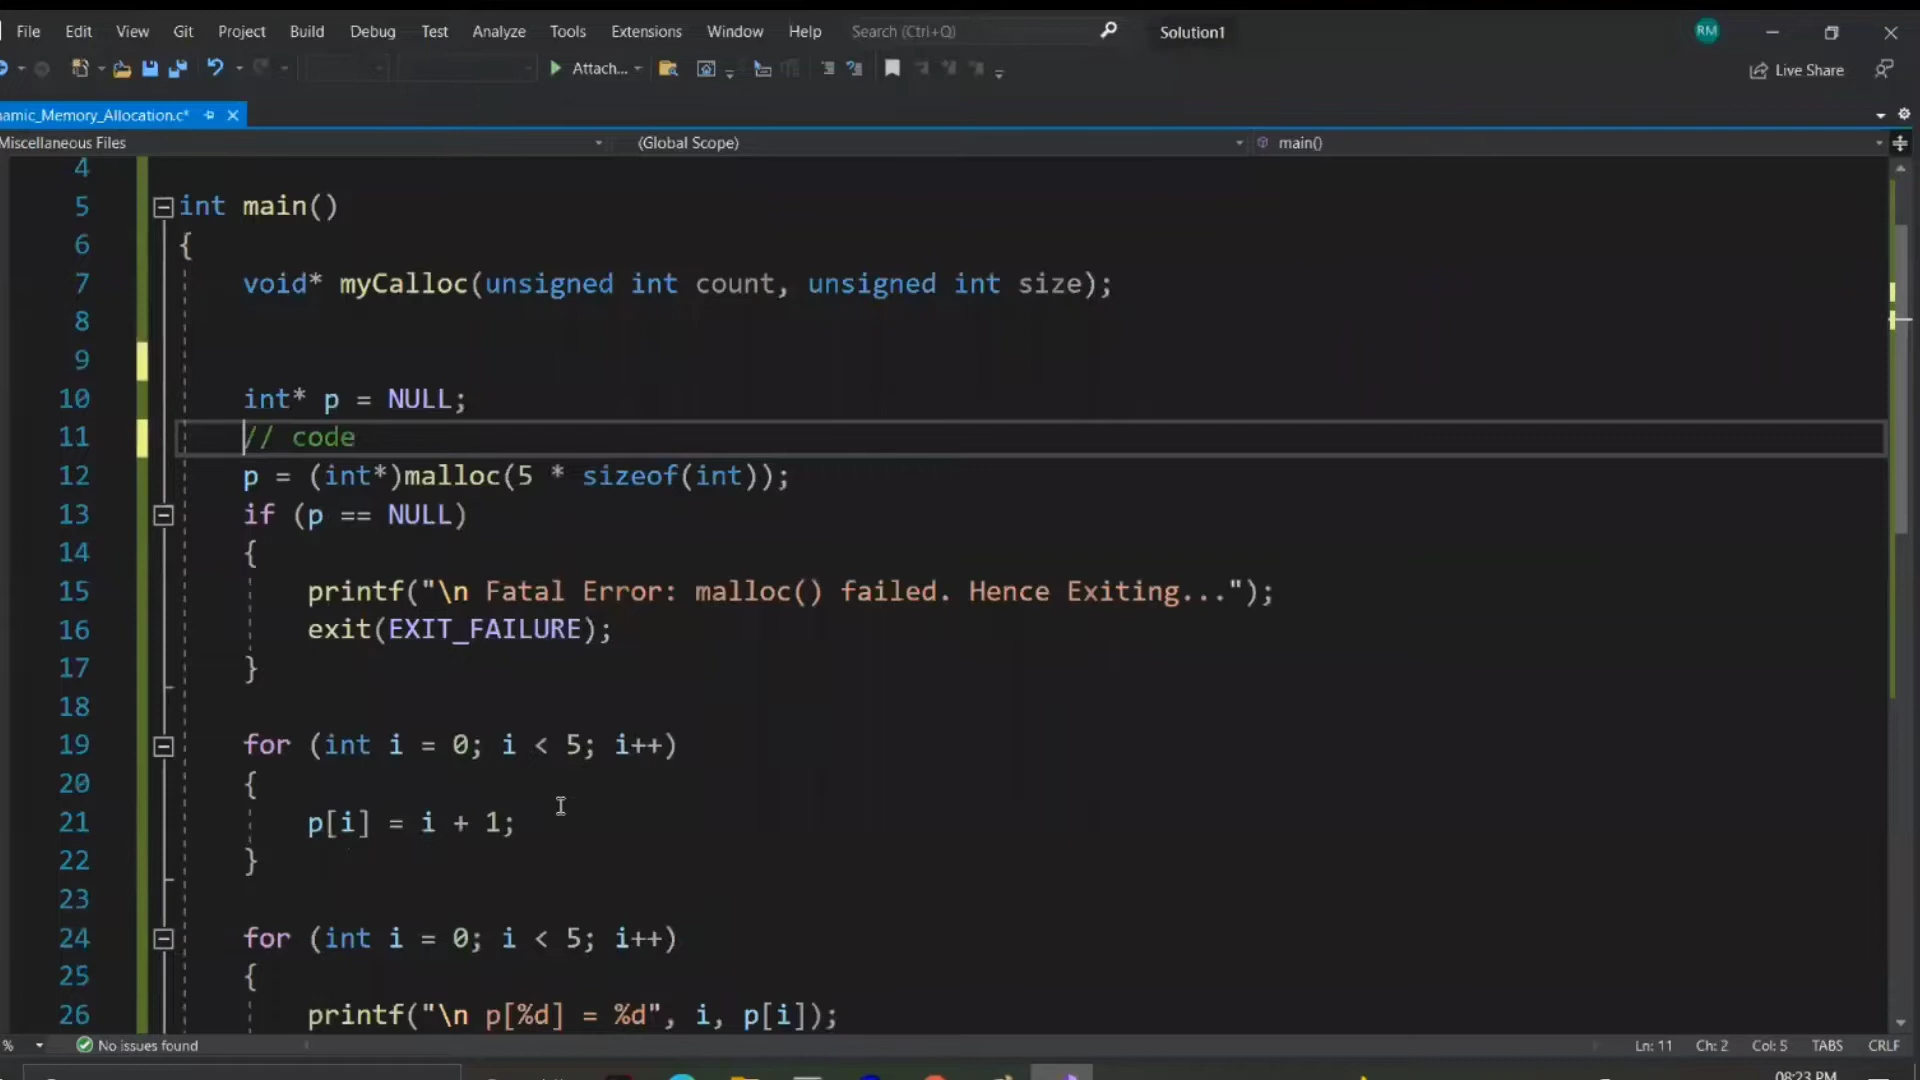 File Edit View Git Project Build Debug Test Analyze Tools Extensions Window Help Search (Ctrl+Q) Solution1 RM
Attach... Live Share
namic_Memory_Allocation.c*
Miscellaneous Files (Global Scope) main()
4
5 int main()
6 {
7 void* myCalloc(unsigned int count, unsigned int size);
8
9
10 int* p = NULL;
11 // code
12 p = (int*)malloc(5 * sizeof(int));
13 if (p == NULL)
14 {
15 printf("\n Fatal Error: malloc() failed. Hence Exiting...");
16 exit(EXIT_FAILURE);
17 }
18
19 for (int i = 0; i < 5; i++)
20 {
21 p[i] = i + 1;
22 }
23
24 for (int i = 0; i < 5; i++)
25 {
26 printf("\n p[%d] = %d", i, p[i]);
% No issues found Ln: 11 Ch: 2 Col: 5 TABS CRLF
08:23 PM